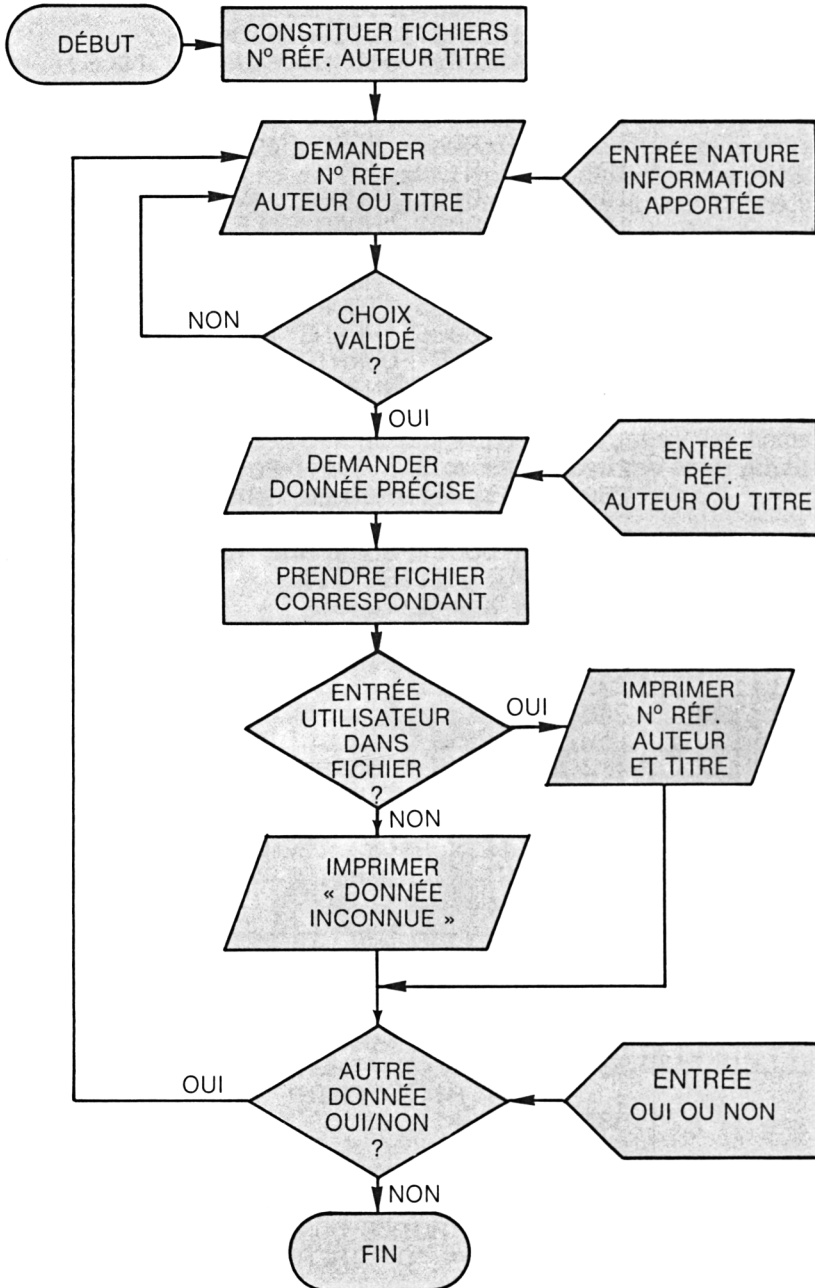 DÉBUT
CONSTITUER FICHIERS
Nº RÉF. AUTEUR TITRE
DEMANDER
Nº RÉF.
AUTEUR OU TITRE
ENTRÉE NATURE
INFORMATION
APPORTÉE
CHOIX
VALIDÉ
?
NON
OUI
DEMANDER
DONNÉE PRÉCISE
ENTRÉE
RÉF.
AUTEUR OU TITRE
PRENDRE FICHIER
CORRESPONDANT
ENTRÉE
UTILISATEUR
DANS
FICHIER
?
OUI
IMPRIMER
Nº RÉF.
AUTEUR
ET TITRE
NON
IMPRIMER
« DONNÉE
INCONNUE »
AUTRE
DONNÉE
OUI/NON
?
OUI
ENTRÉE
OUI OU NON
NON
FIN